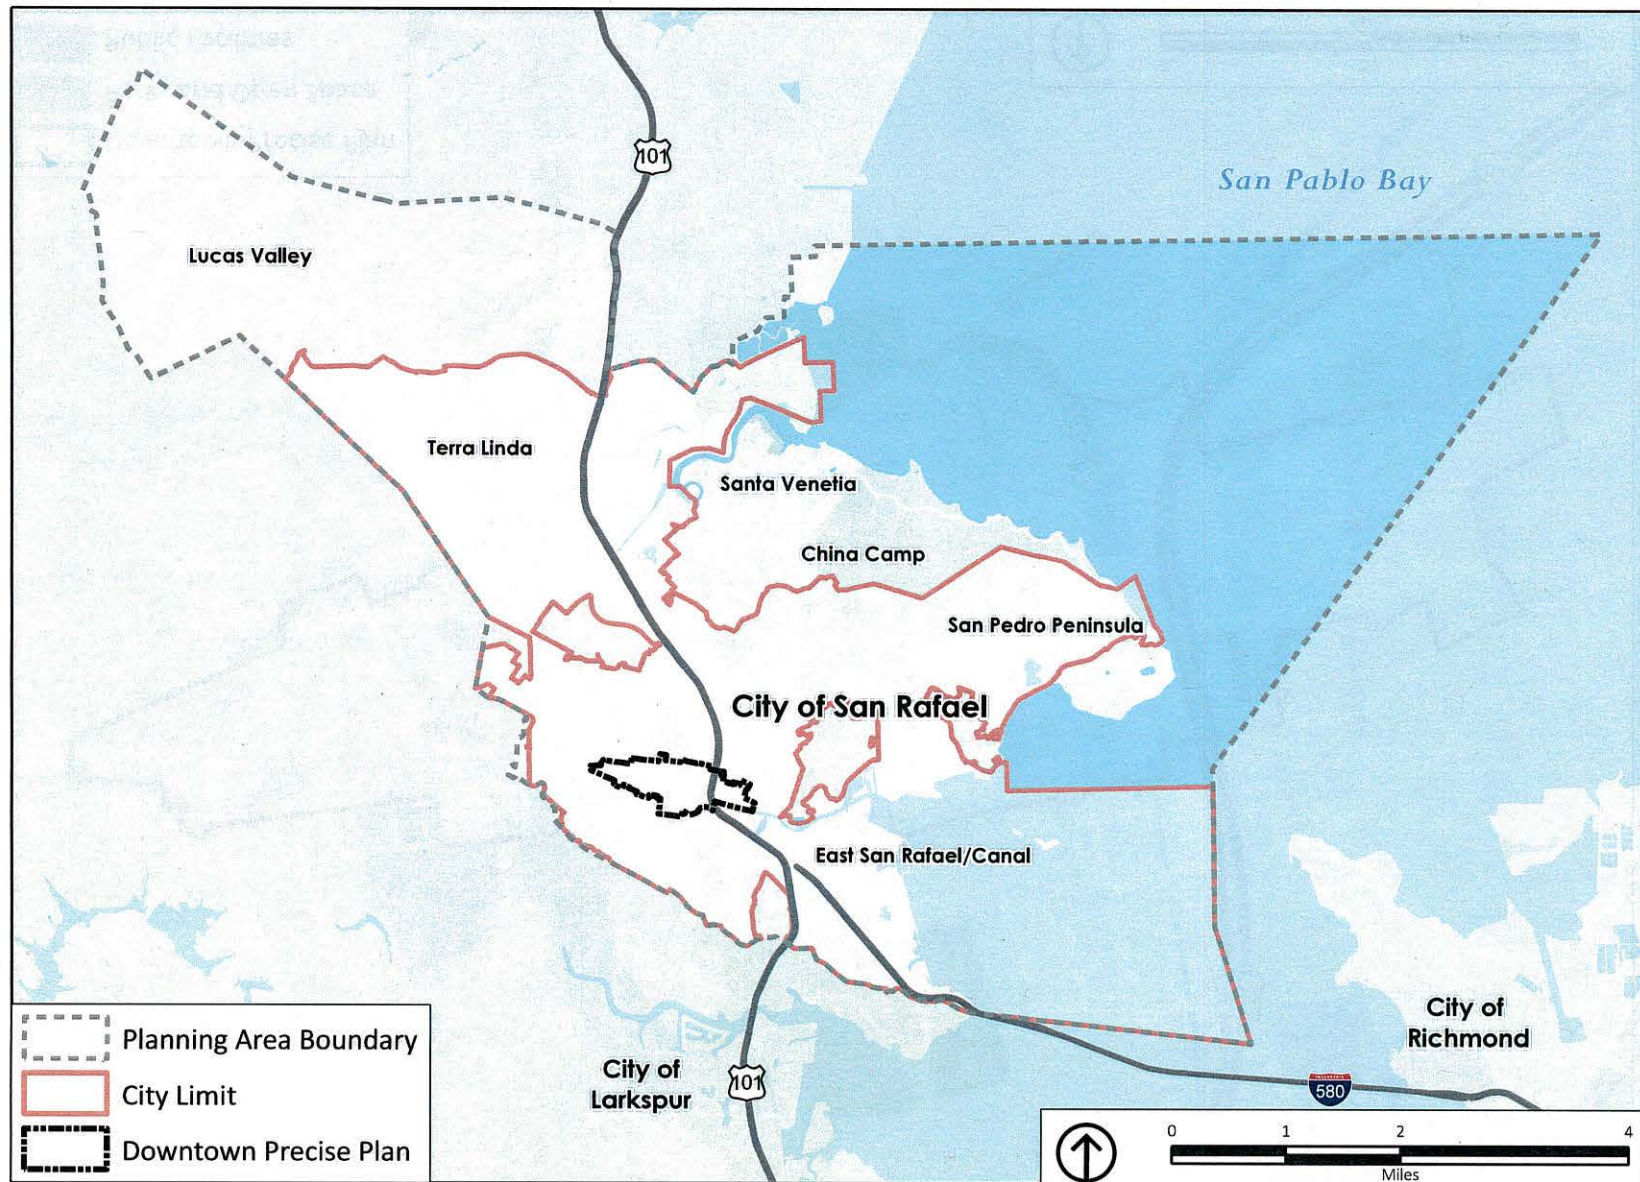 101
San Pablo Bay
Lucas Valley
Terra Linda
Santa Venetia
China Camp
San Pedro Peninsula
City of San Rafael
East San Rafael/Canal
City of
Richmond
City of
Larkspur
101
INTERSTATE
580
Planning Area Boundary
City Limit
Downtown Precise Plan
0 1 2 4
Miles